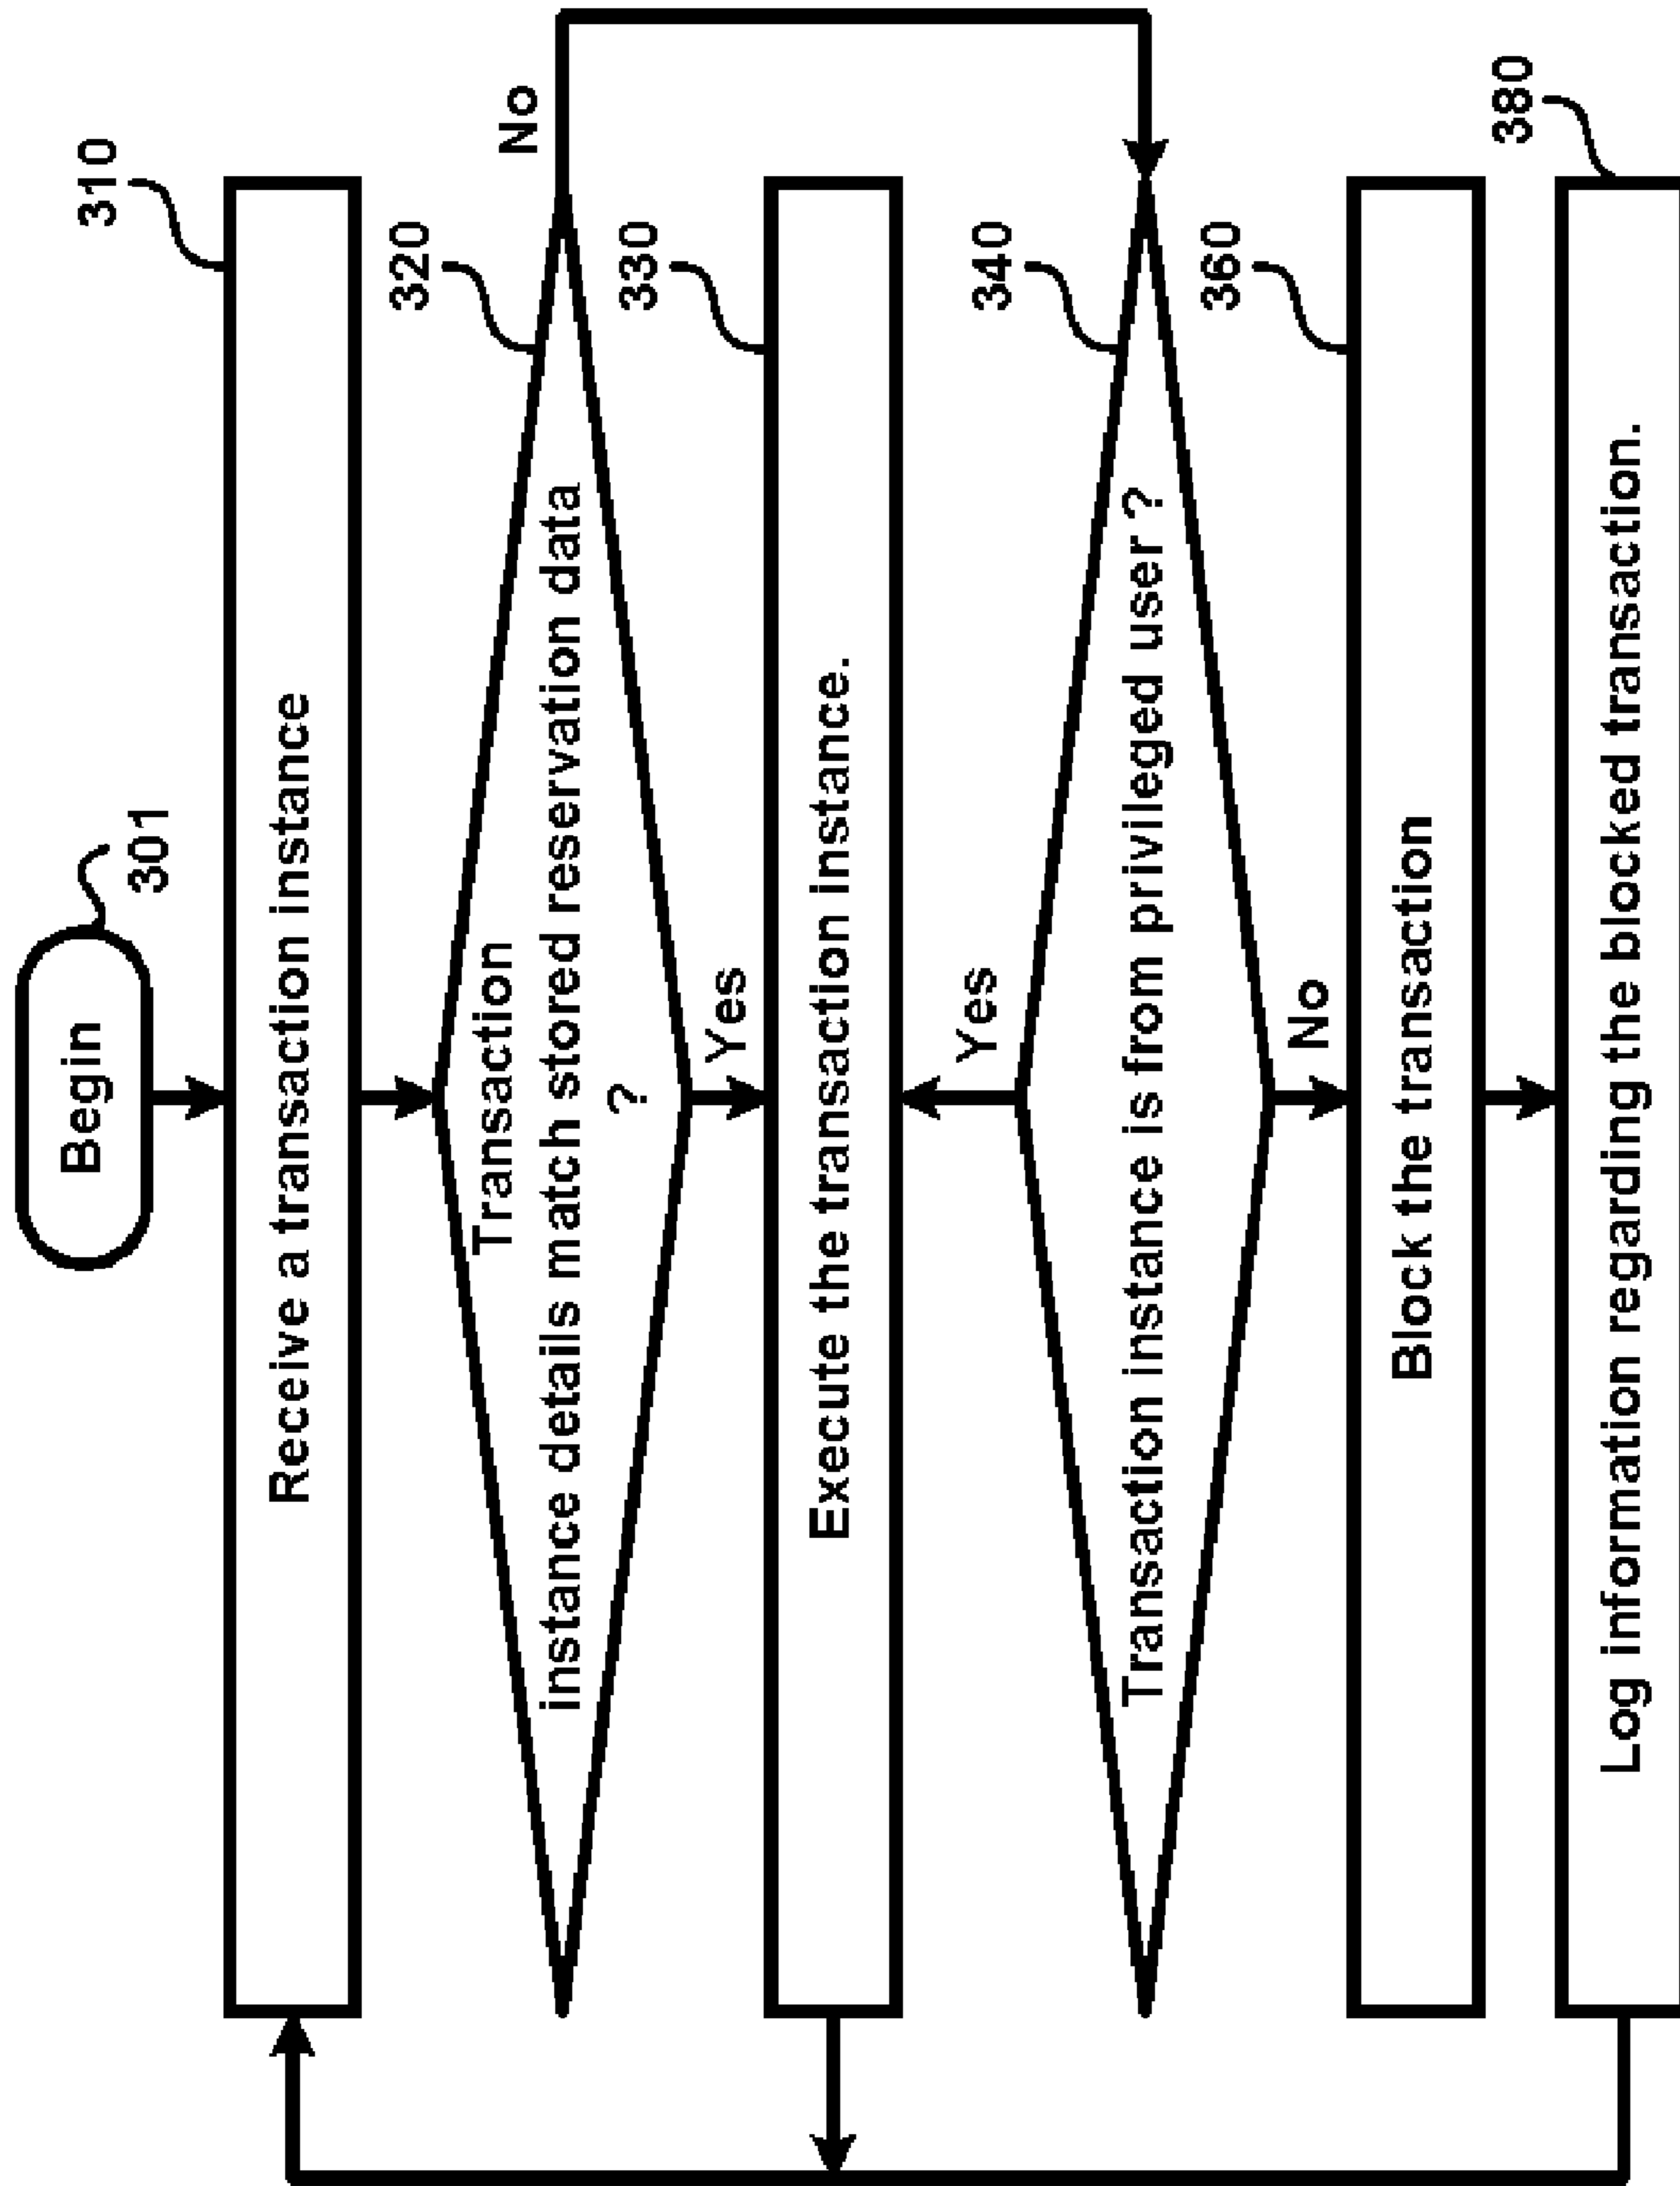 Begin
301
310
Receive a transaction instance
320
Transaction
instance details match stored reservation data
?
No
Yes
330
Execute the transaction instance.
Yes
340
Transaction instance is from privileged user ?
No
360
Block the transaction
380
Log information regarding the blocked transaction.